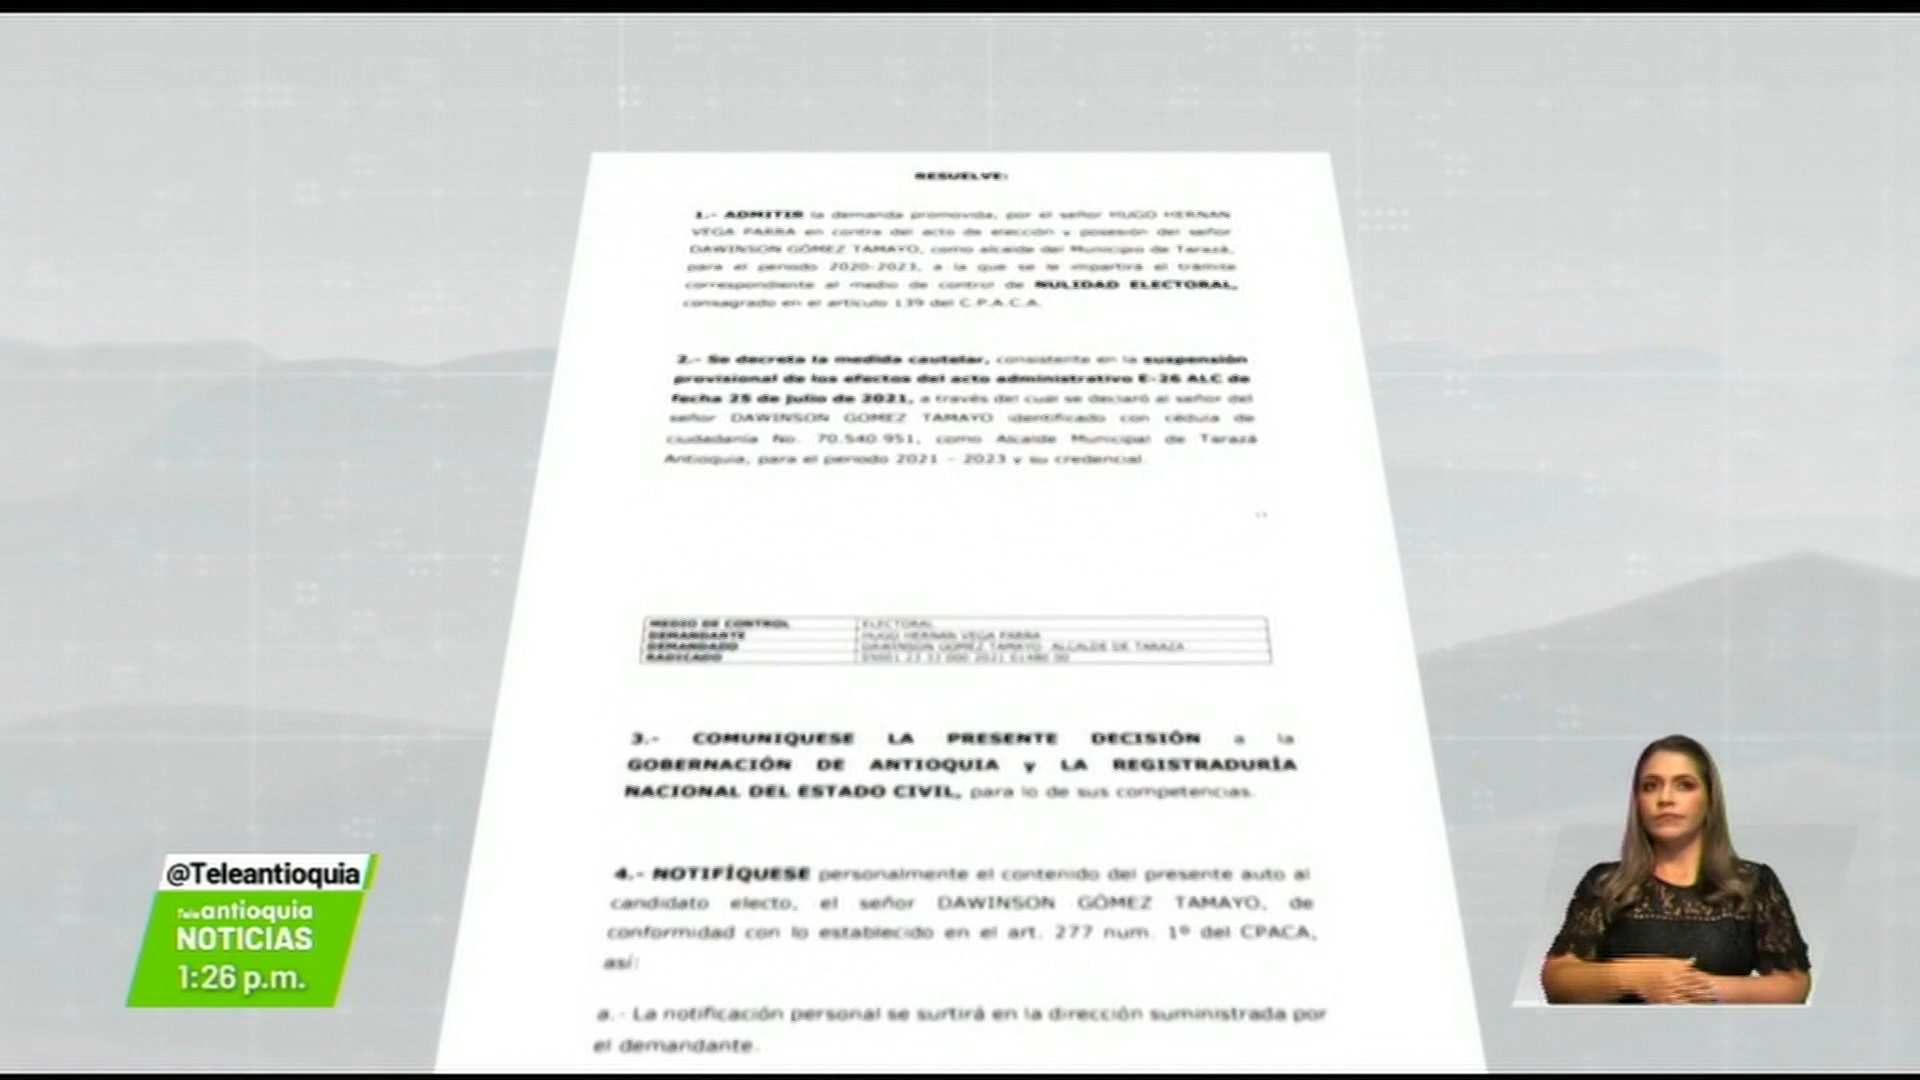 RESUELVE:
1.- ADMITIR la demanda promovida, por el señor HUGO HERNAN
VEGA PARRA en contra del acto de elección y posesión del señor
DAWINSON GÓMEZ TAMAYO, como alcalde del Municipio de Tarazá,
para el periodo 2020-2023, a la que se le impartirá el trámite
correspondiente al medio de control de NULIDAD ELECTORAL,
consagrado en el artículo 139 del C.P.A.C.A.
2.- Se decreta la medida cautelar, consistente en la suspensión
provisional de los efectos del acto administrativo E-26 ALC de
fecha 25 de julio de 2021, a través del cual se declaró al señor del
señor DAWINSON GOMEZ TAMAYO identificado con cédula de
ciudadanía No. 70.540.951, como Alcalde Municipal de Tarazá
Antioquia, para el periodo 2021 - 2023 y su credencial.
MEDIO DE CONTROL ELECTORAL
DEMANDANTE HUGO HERNAN VEGA PARRA
DEMANDADO DAWINSON GOMEZ TAMAYO, ALCALDE DE TARAZA
RADICADO 05001 23 33 000 2021 01480 00
3.- COMUNIQUESE LA PRESENTE DECISIÓN a la
GOBERNACIÓN DE ANTIOQUIA y LA REGISTRADURÍA
NACIONAL DEL ESTADO CIVIL, para lo de sus competencias.
4.- NOTIFÍQUESE personalmente el contenido del presente auto al
candidato electo, el señor DAWINSON GÓMEZ TAMAYO, de
conformidad con lo establecido en el art. 277 num. 1º del CPACA,
así:
a.- La notificación personal se surtirá en la dirección suministrada por
el demandante.
@Teleantioquia
Teleantioquia
NOTICIAS
1:26 p.m.